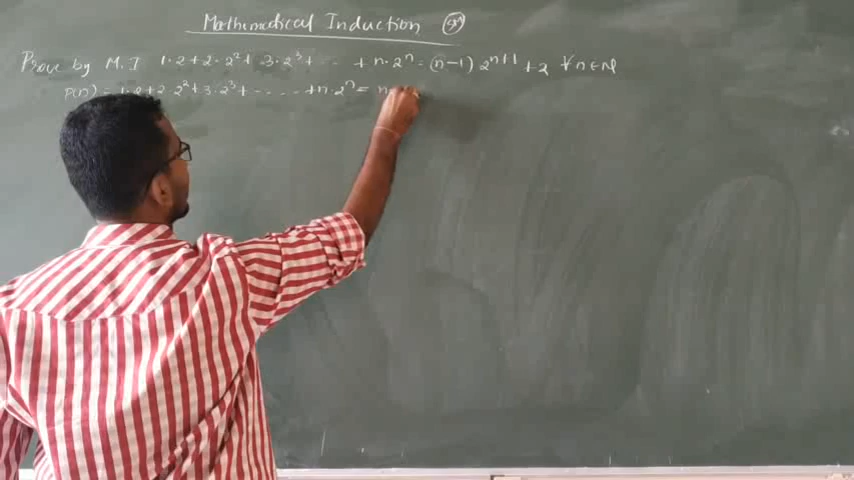 Mathematical Induction
Prove by M.I 1·2+2·2²+ 3·2³+ ··· +n·2ⁿ=(n-1) 2ⁿ⁺¹+2 ∀n∈N
P(n) = 1·2+2·2²+3·2³+ ····· +n·2ⁿ= n